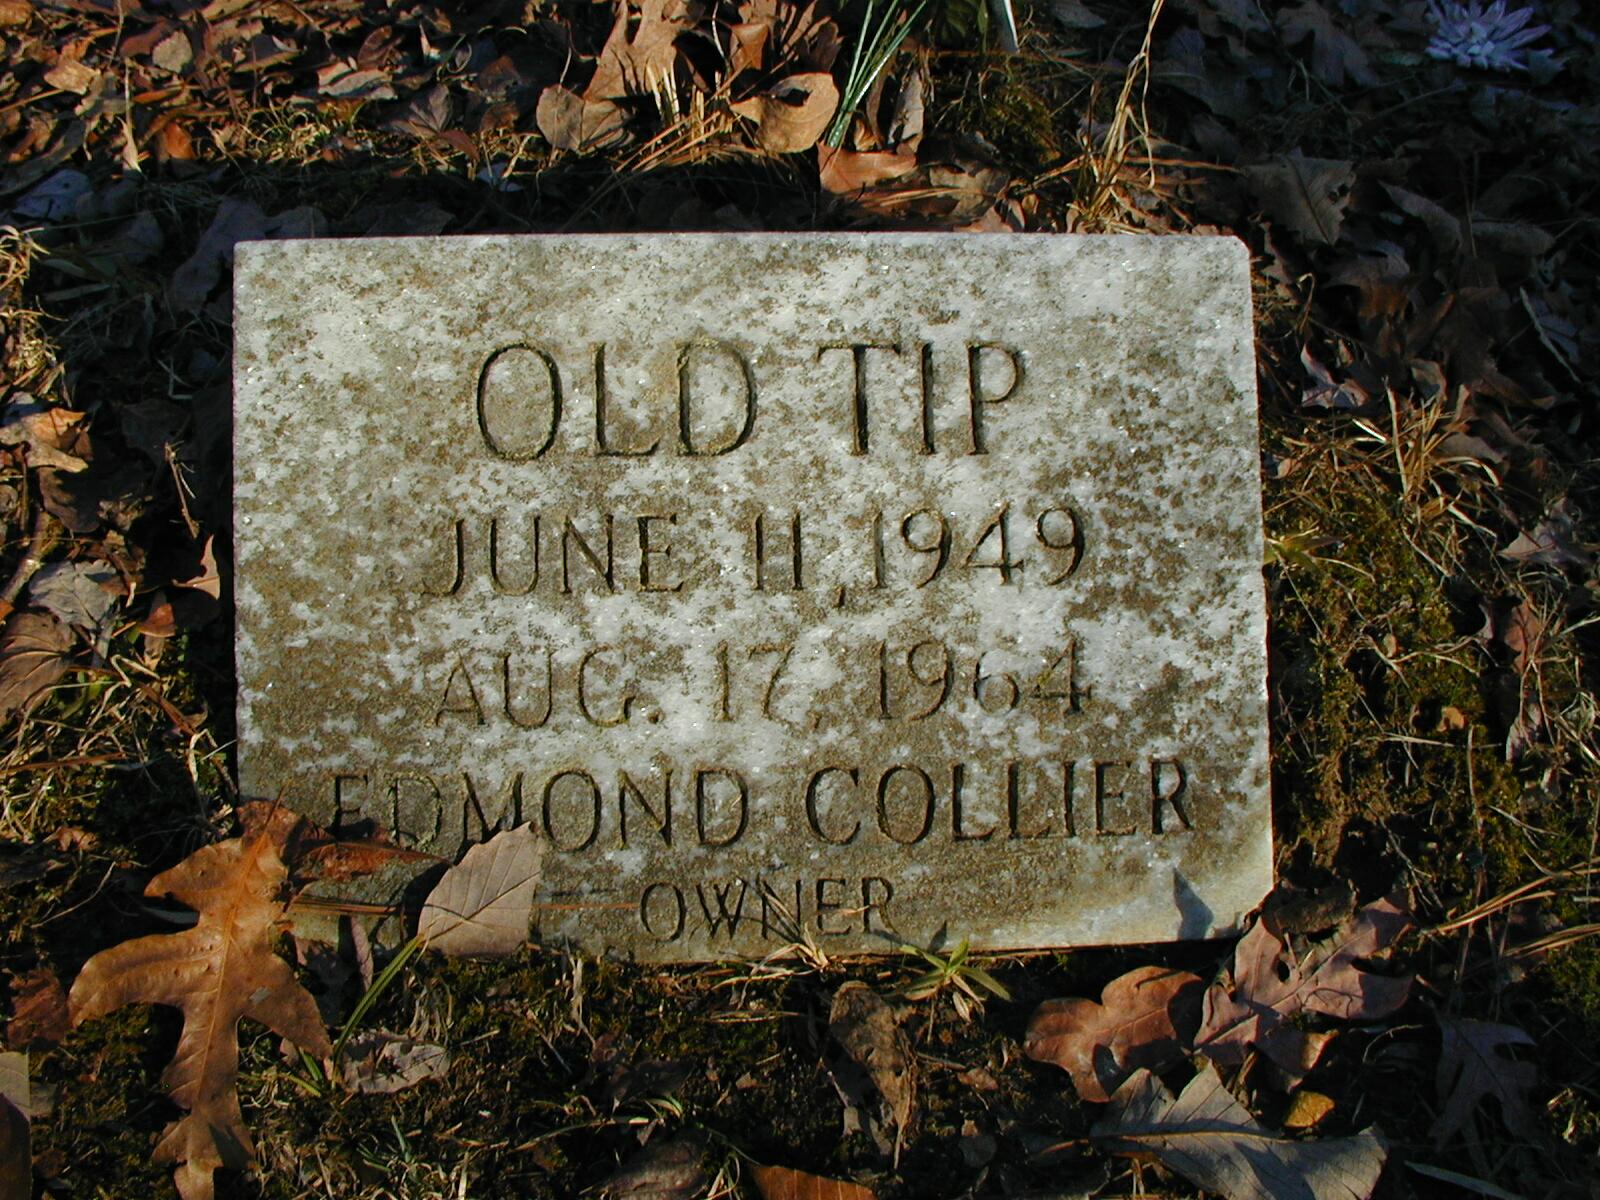 OLD TIP
JUNE 11, 1949
AUG. 17, 1964
EDMOND COLLIER
OWNER